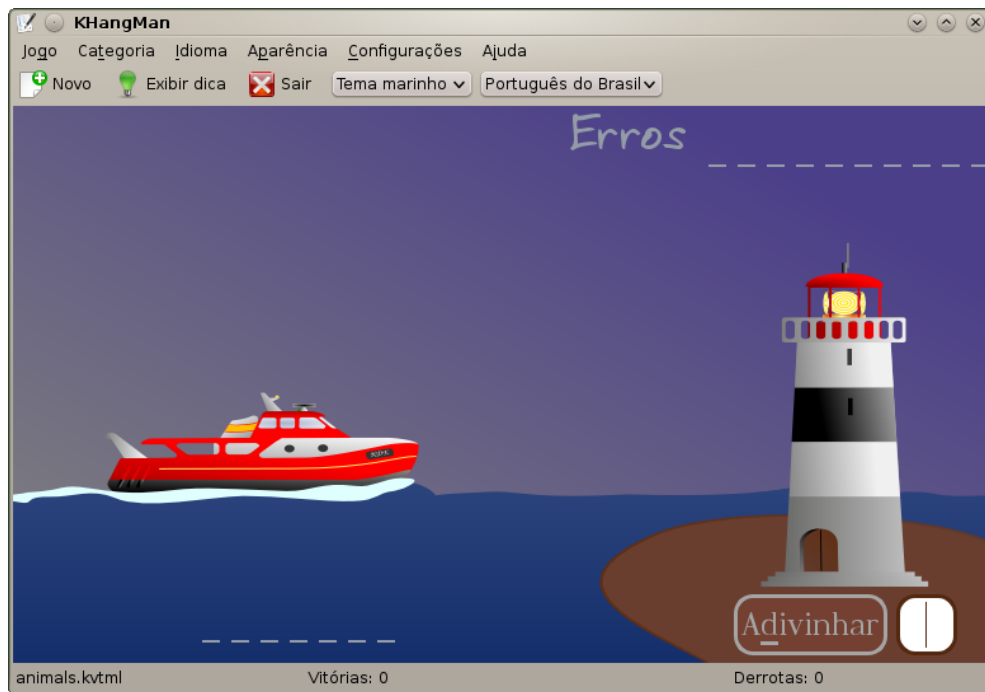 KHangMan
Jogo Categoria Idioma Aparência Configurações Ajuda
Novo Exibir dica Sair Tema marinho Português do Brasil
Erros
Adivinhar
animals.kvtml Vitórias: 0 Derrotas: 0